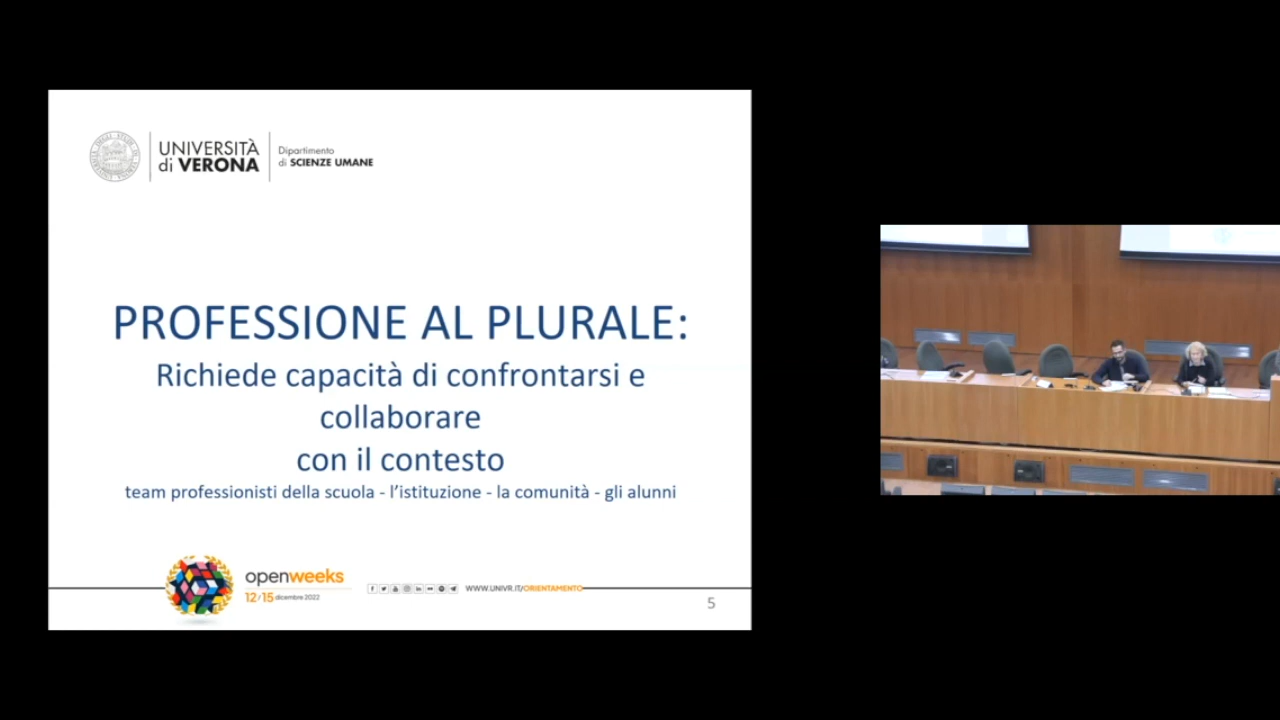 UNIVERSITÀ
di VERONA
Dipartimento
di SCIENZE UMANE
PROFESSIONE AL PLURALE:
Richiede capacità di confrontarsi e
collaborare
con il contesto
team professionisti della scuola - l'istituzione - la comunità - gli alunni
openweeks
12/15 dicembre 2022
WWW.UNIVR.IT/ORIENTAMENTO
5